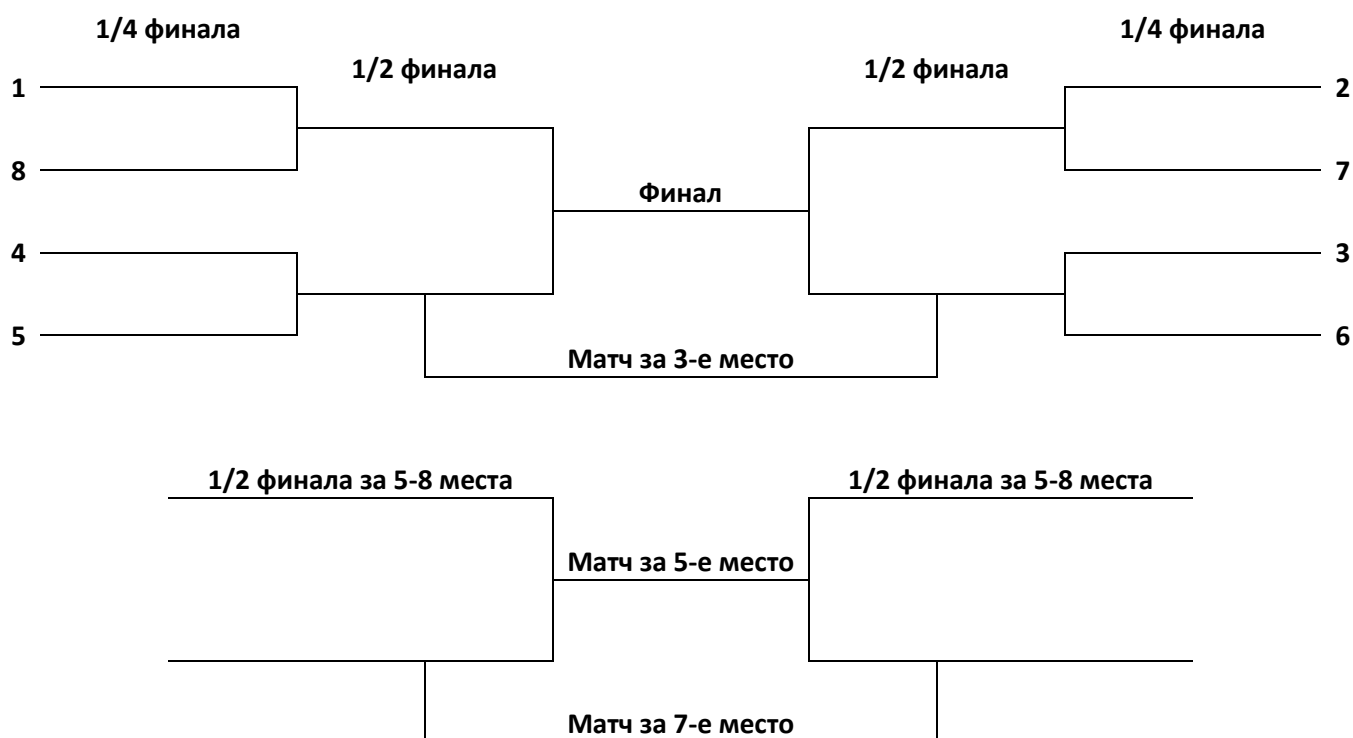 1/4 финала
1/4 финала
1/2 финала
1/2 финала
1
2
8
7
Финал
4
3
5
6
Матч за 3-е место
1/2 финала за 5-8 места
1/2 финала за 5-8 места
Матч за 5-е место
Матч за 7-е место